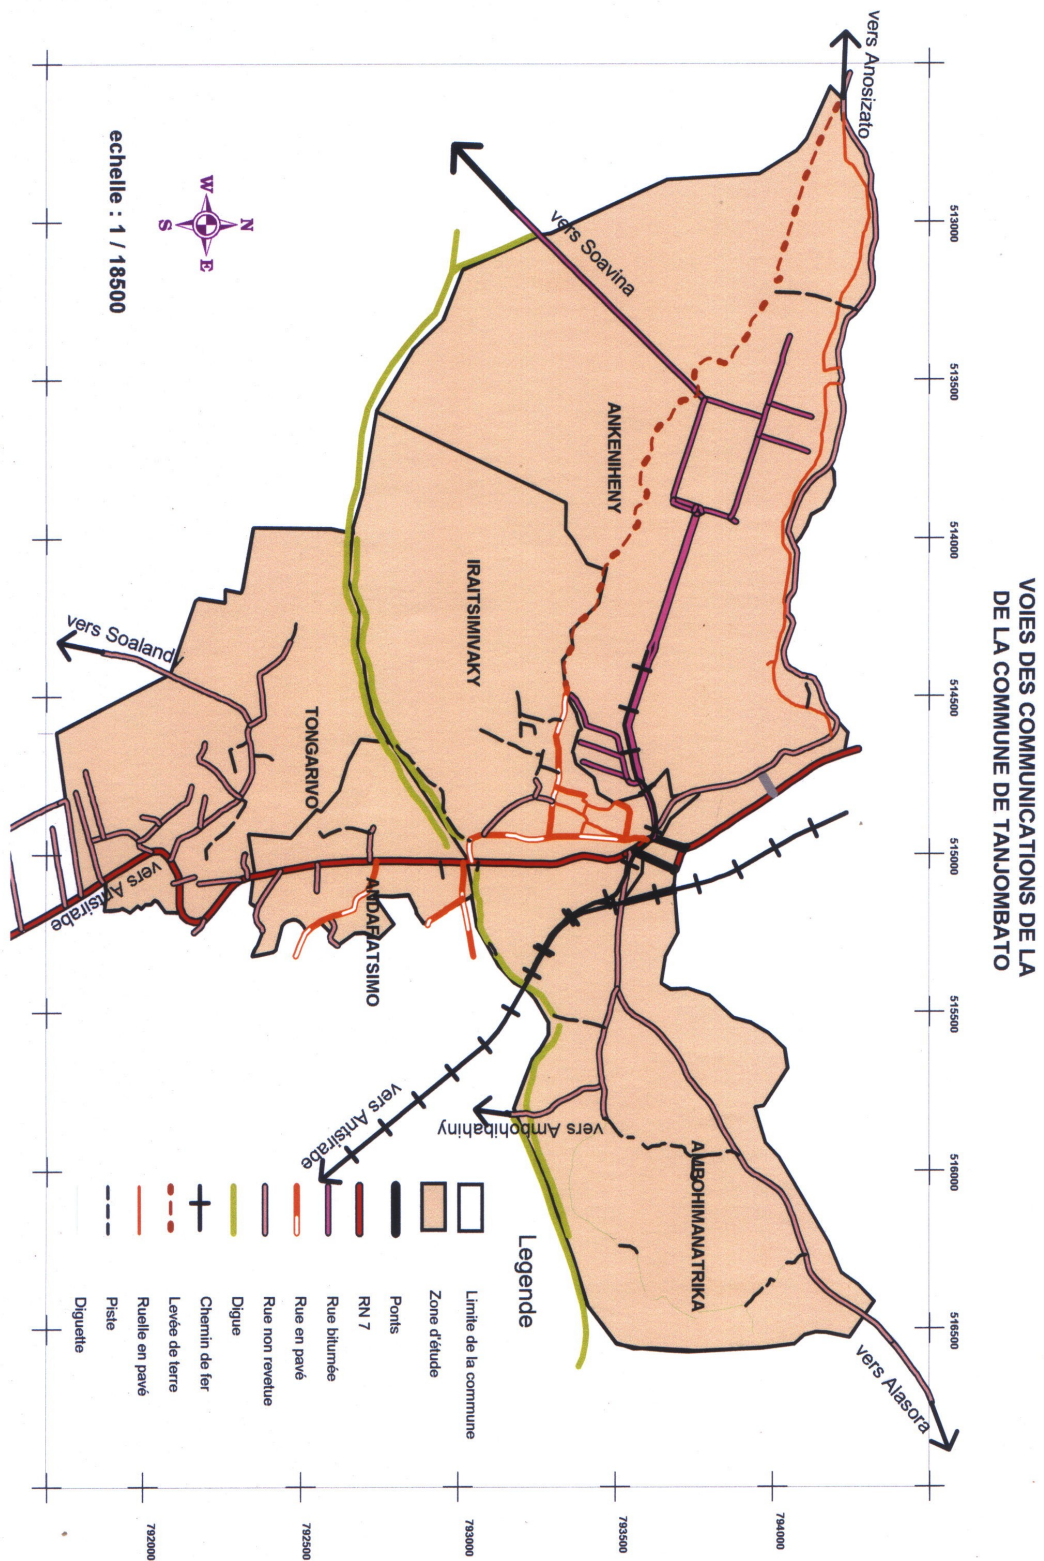 VOIES DES COMMUNICATIONS DE LA
DE LA COMMUNE DE TANJOMBATO
513000
513500
514000
514500
515000
515500
516000
516500
794000
793500
793000
792500
792000
vers Anosizato
vers Soavina
ANKENIHENY
IRAITSIMIVAKY
TONGARIVO
ANDAFIATSIMO
AMBOHIMANATRIKA
vers Soaland
vers Antsirabe
vers Antsirabe
vers Ambohibahiny
vers Alasora
N
W
E
S
echelle : 1 / 18500
Legende
Limite de la commune
Zone d'étude
Ponts
RN 7
Rue bitumée
Rue en pavé
Rue non revetue
Digue
Chemin de fer
Levée de terre
Ruelle en pavé
Piste
Diguette